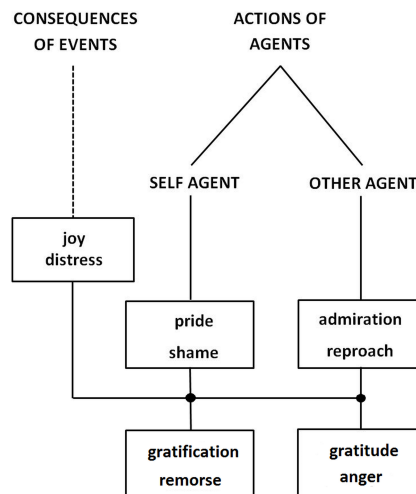 CONSEQUENCES
OF EVENTS
ACTIONS OF
AGENTS
SELF AGENT
OTHER AGENT
joy
distress
pride
shame
admiration
reproach
gratification
remorse
gratitude
anger